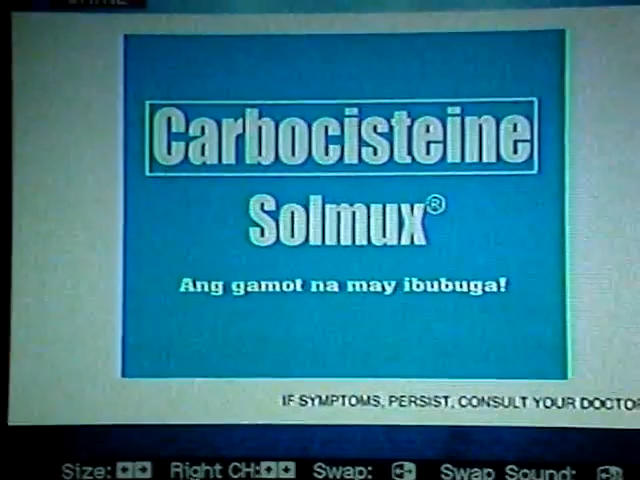 Carbocisteine
Solmux®
Ang gamot na may ibubuga!
IF SYMPTOMS, PERSIST, CONSULT YOUR DOCTOR
Size: Right CH: Swap: Swap Sound: